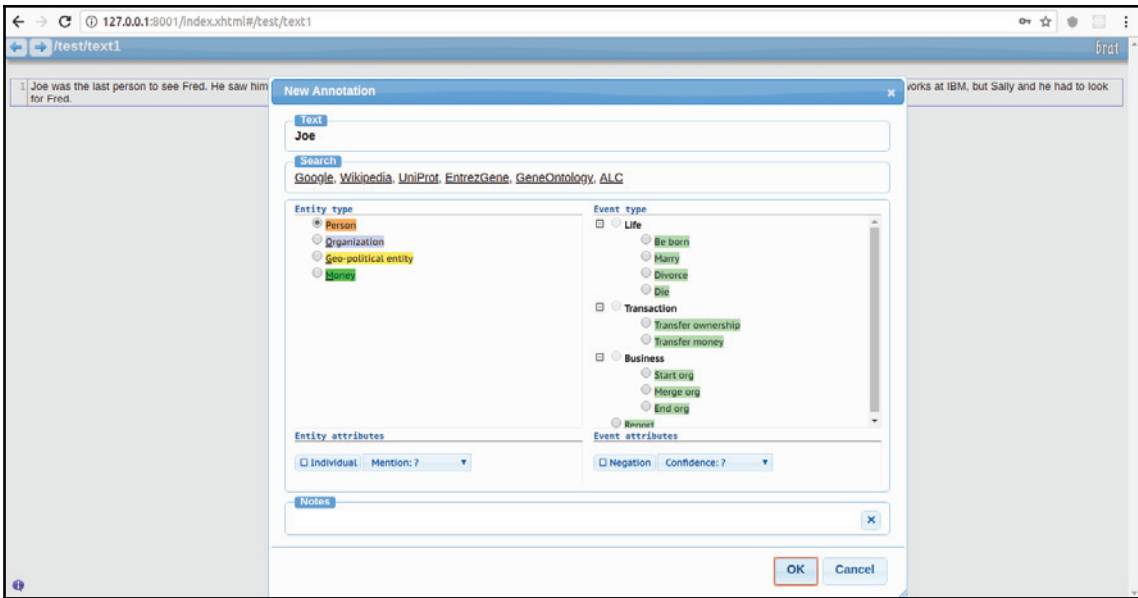 127.0.0.1:8001/index.xhtml#/test/text1
/test/text1 brat
1 Joe was the last person to see Fred. He saw him
works at IBM, but Sally and he had to look
for Fred.
New Annotation
Text
Joe
Search
Google, Wikipedia, UniProt, EntrezGene, GeneOntology, ALC
Entity type
Person
Organization
Geo-political entity
Money
Event type
Life
Be born
Marry
Divorce
Die
Transaction
Transfer ownership
Transfer money
Business
Start org
Merge org
End org
Report
Entity attributes
Individual Mention: ?
Event attributes
Negation Confidence: ?
Notes
OK Cancel